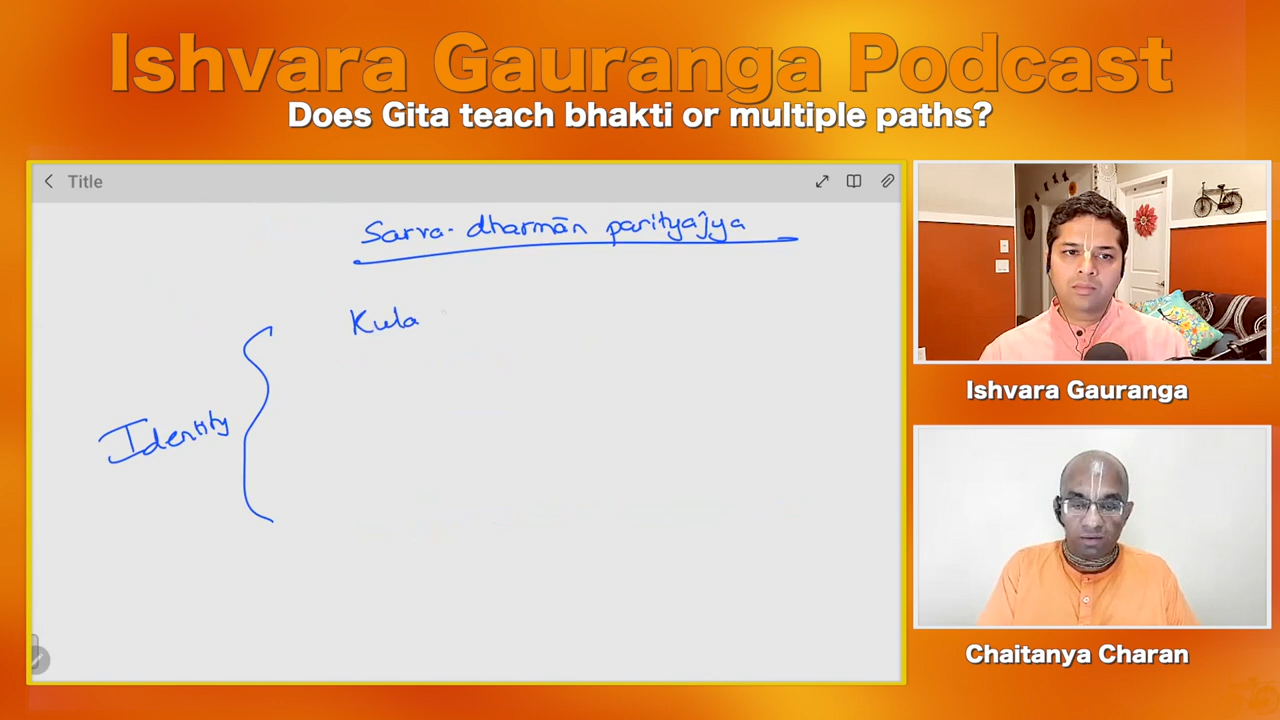 Ishvara Gauranga Podcast
Does Gita teach bhakti or multiple paths?
Title
Sarva-dharmān parityajya
Kula
Identity
Ishvara Gauranga
Chaitanya Charan